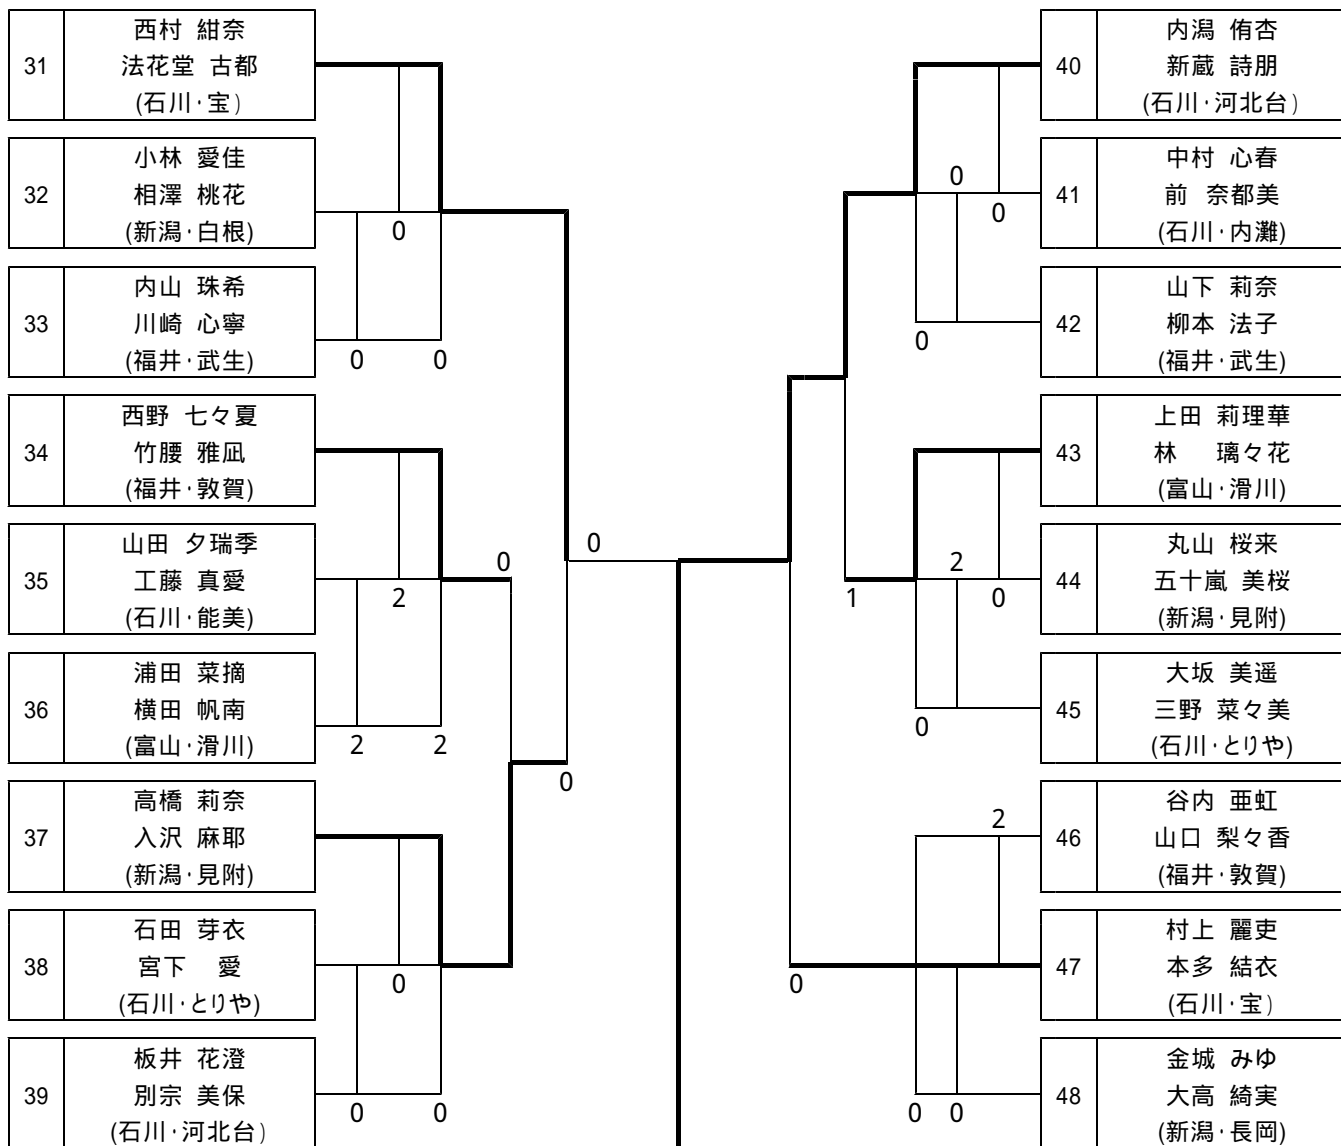 31
西村 紺奈
法花堂 古都
(石川·宝)
32
小林 愛佳
相澤 桃花
(新潟·白根)
0
33
内山 珠希
川崎 心寧
(福井·武生)
0 0
34
西野 七々夏
竹腰 雅凪
(福井·敦賀)
35
山田 夕瑞季
工藤 真愛
(石川·能美)
2
0
36
浦田 菜摘
横田 帆南
(富山·滑川)
2 2
0
0
37
高橋 莉奈
入沢 麻耶
(新潟·見附)
38
石田 芽衣
宮下 愛
(石川·とりや)
0
39
板井 花澄
別宗 美保
(石川·河北台)
0 0
40
内潟 侑杏
新蔵 詩朋
(石川·河北台)
41
中村 心春
前 奈都美
(石川·内灘)
0
0
42
山下 莉奈
柳本 法子
(福井·武生)
0
43
上田 莉理華
林 璃々花
(富山·滑川)
44
丸山 桜来
五十嵐 美桜
(新潟·見附)
2
0
1
45
大坂 美遥
三野 菜々美
(石川·とりや)
0
46
谷内 亜虹
山口 梨々香
(福井·敦賀)
2
47
村上 麗吏
本多 結衣
(石川·宝)
0
48
金城 みゆ
大高 綺実
(新潟·長岡)
0 0